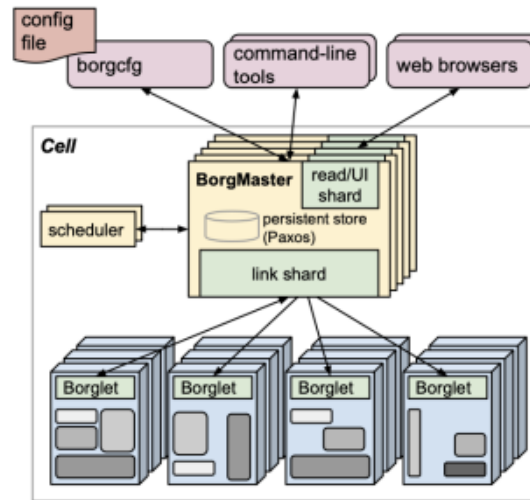 config
file
borgcfg
command-line
tools
web browsers
Cell
BorgMaster
read/UI
shard
persistent store
(Paxos)
scheduler
link shard
Borglet
Borglet
Borglet
Borglet